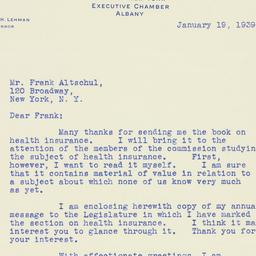 EXECUTIVE CHAMBER
ALBANY
H. LEHMAN
January 19, 1939
Mr. Frank Altschul,
120 Broadway,
New York, N. Y.
Dear Frank:
Many thanks for sending me the book on
health insurance. I will bring it to the
attention of the members of the coumission studyin
the subject of health insurance. First,
however, I want to read it myself. I am sure
that it contains material of value in relation to
a subject about which none of us know very much
as yet.
I am enclosing herewith copy of my annua
message to the Legislature in which I have marked
the section on health insurance. I think it ma
interest you to glance through it. Thank you for
your interest.
With affectionate greetings, I am